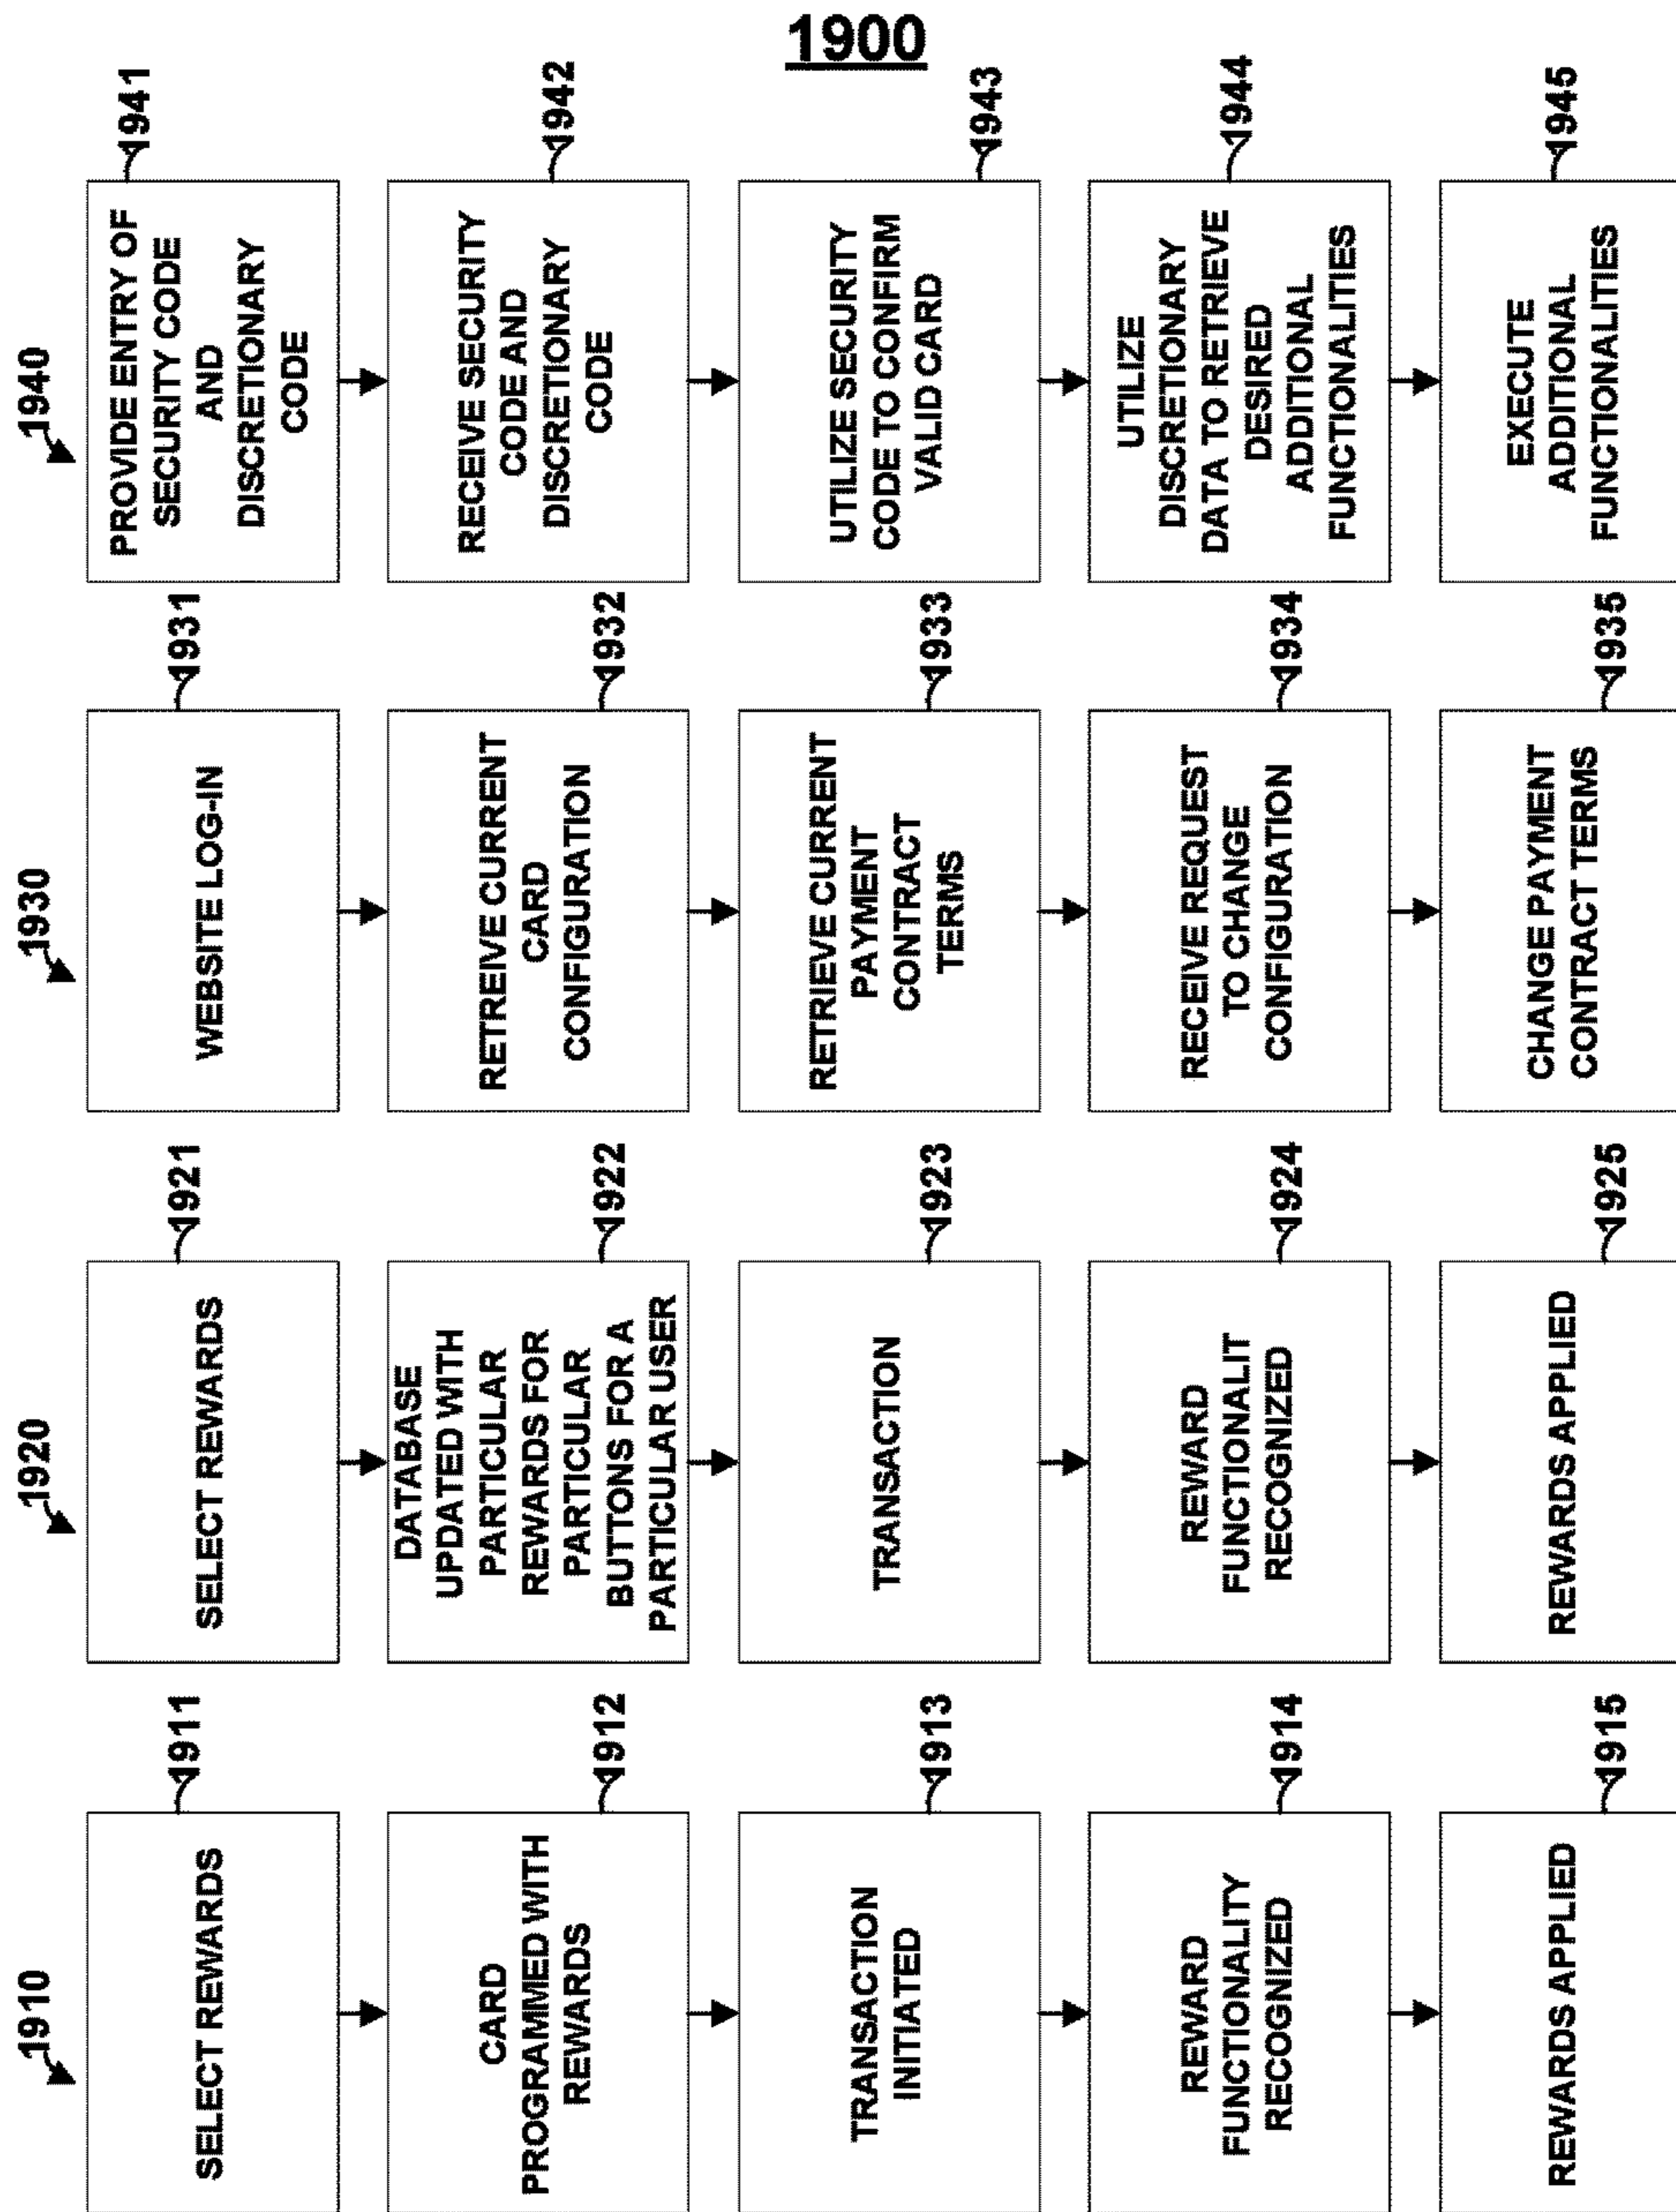 1900
1910
SELECT REWARDS
1911
CARD
PROGRAMMED WITH
REWARDS
1912
TRANSACTION
INITIATED
1913
REWARD
FUNCTIONALITY
RECOGNIZED
1914
REWARDS APPLIED
1915
1920
SELECT REWARDS
1921
DATABASE
UPDATED WITH
PARTICULAR
REWARDS FOR
PARTICULAR
BUTTONS FOR A
PARTICULAR USER
1922
TRANSACTION
1923
REWARD
FUNCTIONALIT
RECOGNIZED
1924
REWARDS APPLIED
1925
1930
WEBSITE LOG-IN
1931
RETREIVE CURRENT
CARD
CONFIGURATION
1932
RETRIEVE CURRENT
PAYMENT
CONTRACT
TERMS
1933
RECEIVE REQUEST
TO CHANGE
CONFIGURATION
1934
CHANGE PAYMENT
CONTRACT TERMS
1935
1940
PROVIDE ENTRY OF
SECURITY CODE
AND
DISCRETIONARY
CODE
1941
RECEIVE SECURITY
CODE AND
DISCRETIONARY
CODE
1942
UTILIZE SECURITY
CODE TO CONFIRM
VALID CARD
1943
UTILIZE
DISCRETIONARY
DATA TO RETRIEVE
DESIRED
ADDITIONAL
FUNCTIONALITIES
1944
EXECUTE
ADDITIONAL
FUNCTIONALITIES
1945